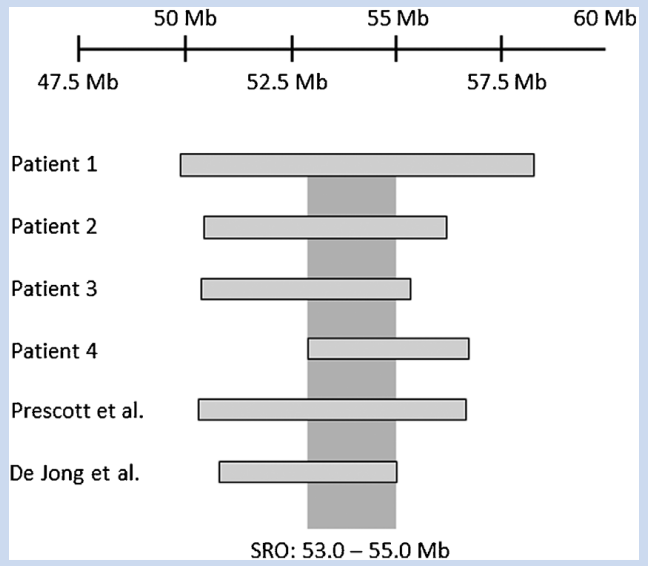 50 Mb 55 Mb 60 Mb
47.5 Mb 52.5 Mb 57.5 Mb
Patient 1
Patient 2
Patient 3
Patient 4
Prescott et al.
De Jong et al.
SRO: 53.0 – 55.0 Mb